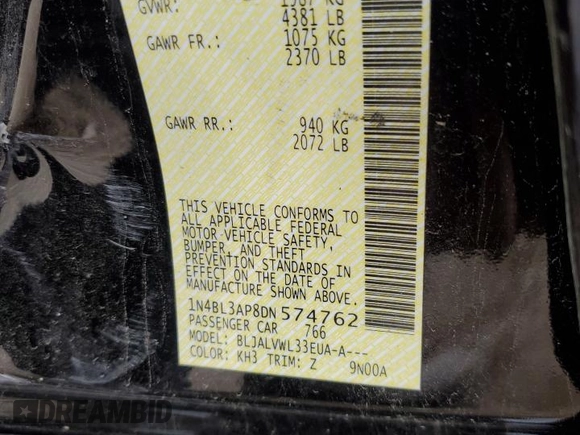 GVWR: 1987 KG
4381 LB
GAWR FR.: 1075 KG
2370 LB
GAWR RR.: 940 KG
2072 LB
THIS VEHICLE CONFORMS TO
ALL APPLICABLE FEDERAL
MOTOR-VEHICLE SAFETY,
BUMPER, AND THEFT
PREVENTION STANDARDS IN
EFFECT ON THE DATE OF
MANUFACTURE SHOWN ABOVE.
1N4BL3AP8DN574762
PASSENGER CAR 766
MODEL: BLJALVWL33EUA-A---
COLOR: KH3 TRIM: Z 9N00A
DREAMBID